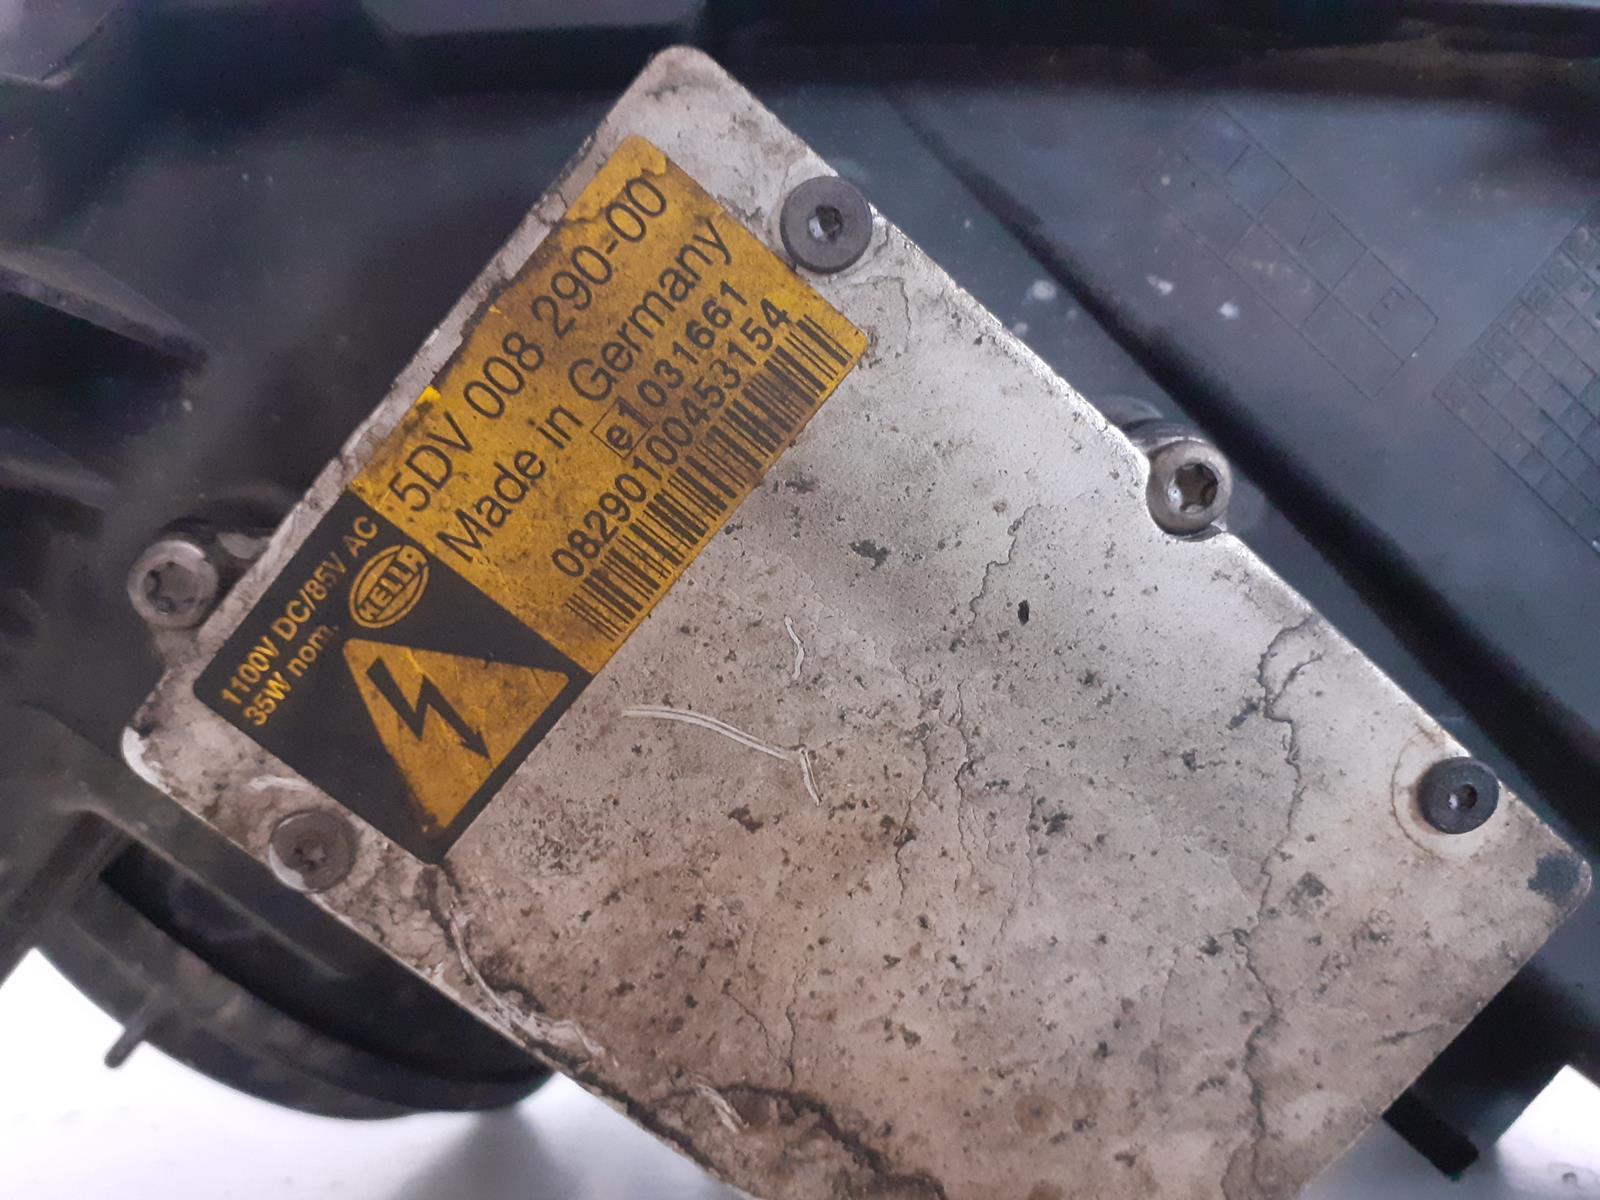 5DV 008 290-00
Made in Germany
e1 031661
08290100453154
1100V DC/85V AC
35W nom.
HELLA